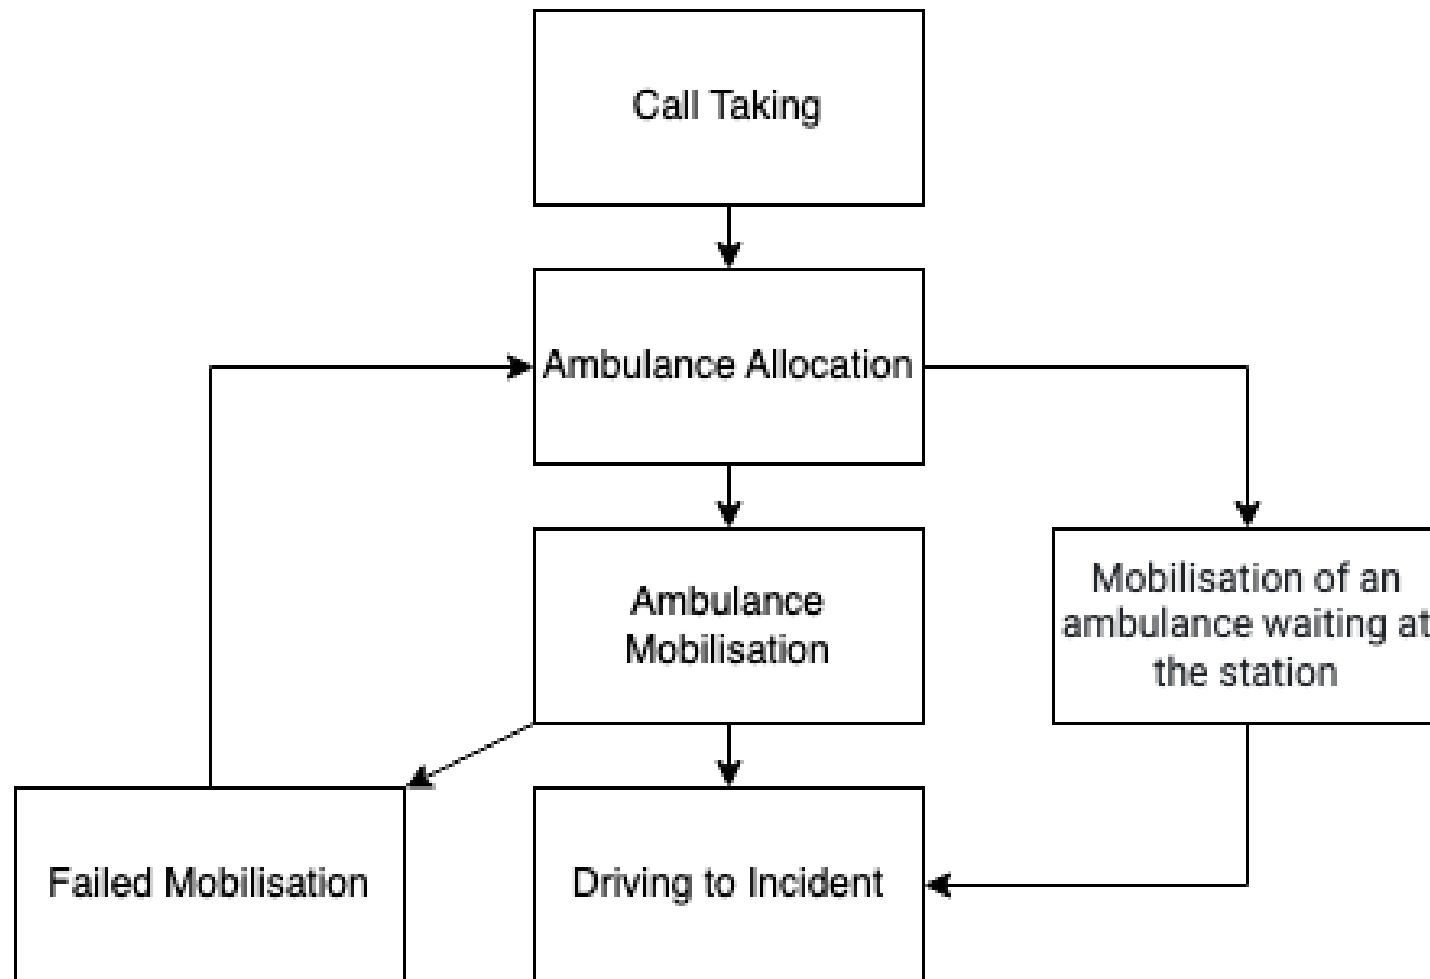 Call Taking
Ambulance Allocation
Ambulance
Mobilisation
Mobilisation of an
ambulance waiting at
the station
Failed Mobilisation
Driving to Incident